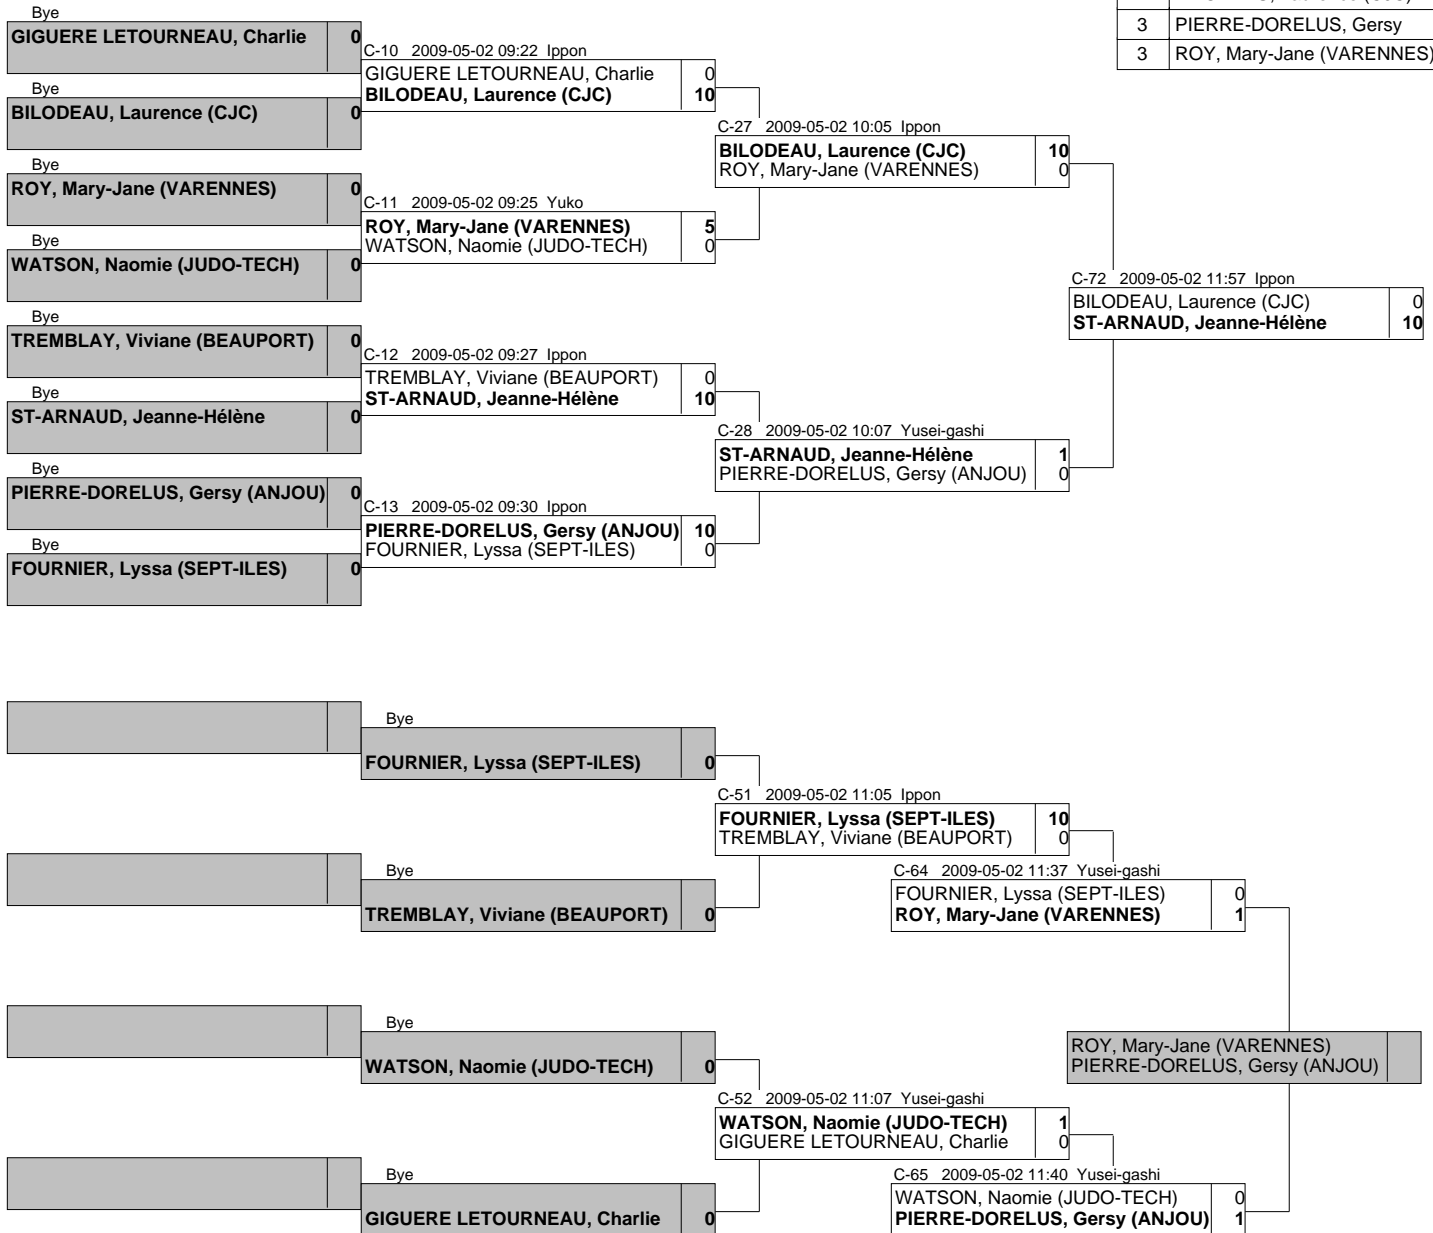 3 PIERRE-DORELUS, Gersy
3 ROY, Mary-Jane (VARENNES)
Bye
GIGUERE LETOURNEAU, Charlie 0
Bye
BILODEAU, Laurence (CJC) 0
Bye
ROY, Mary-Jane (VARENNES) 0
Bye
WATSON, Naomie (JUDO-TECH) 0
Bye
TREMBLAY, Viviane (BEAUPORT) 0
Bye
ST-ARNAUD, Jeanne-Hélène 0
Bye
PIERRE-DORELUS, Gersy (ANJOU) 0
Bye
FOURNIER, Lyssa (SEPT-ILES) 0
C-10 2009-05-02 09:22 Ippon
GIGUERE LETOURNEAU, Charlie 0
BILODEAU, Laurence (CJC) 10
C-11 2009-05-02 09:25 Yuko
ROY, Mary-Jane (VARENNES) 5
WATSON, Naomie (JUDO-TECH) 0
C-12 2009-05-02 09:27 Ippon
TREMBLAY, Viviane (BEAUPORT) 0
ST-ARNAUD, Jeanne-Hélène 10
C-13 2009-05-02 09:30 Ippon
PIERRE-DORELUS, Gersy (ANJOU) 10
FOURNIER, Lyssa (SEPT-ILES) 0
C-27 2009-05-02 10:05 Ippon
BILODEAU, Laurence (CJC) 10
ROY, Mary-Jane (VARENNES) 0
C-28 2009-05-02 10:07 Yusei-gashi
ST-ARNAUD, Jeanne-Hélène 1
PIERRE-DORELUS, Gersy (ANJOU) 0
C-72 2009-05-02 11:57 Ippon
BILODEAU, Laurence (CJC) 0
ST-ARNAUD, Jeanne-Hélène 10
Bye
FOURNIER, Lyssa (SEPT-ILES) 0
Bye
TREMBLAY, Viviane (BEAUPORT) 0
Bye
WATSON, Naomie (JUDO-TECH) 0
Bye
GIGUERE LETOURNEAU, Charlie 0
C-51 2009-05-02 11:05 Ippon
FOURNIER, Lyssa (SEPT-ILES) 10
TREMBLAY, Viviane (BEAUPORT) 0
C-52 2009-05-02 11:07 Yusei-gashi
WATSON, Naomie (JUDO-TECH) 1
GIGUERE LETOURNEAU, Charlie 0
C-64 2009-05-02 11:37 Yusei-gashi
FOURNIER, Lyssa (SEPT-ILES) 0
ROY, Mary-Jane (VARENNES) 1
C-65 2009-05-02 11:40 Yusei-gashi
WATSON, Naomie (JUDO-TECH) 0
PIERRE-DORELUS, Gersy (ANJOU) 1
ROY, Mary-Jane (VARENNES)
PIERRE-DORELUS, Gersy (ANJOU)